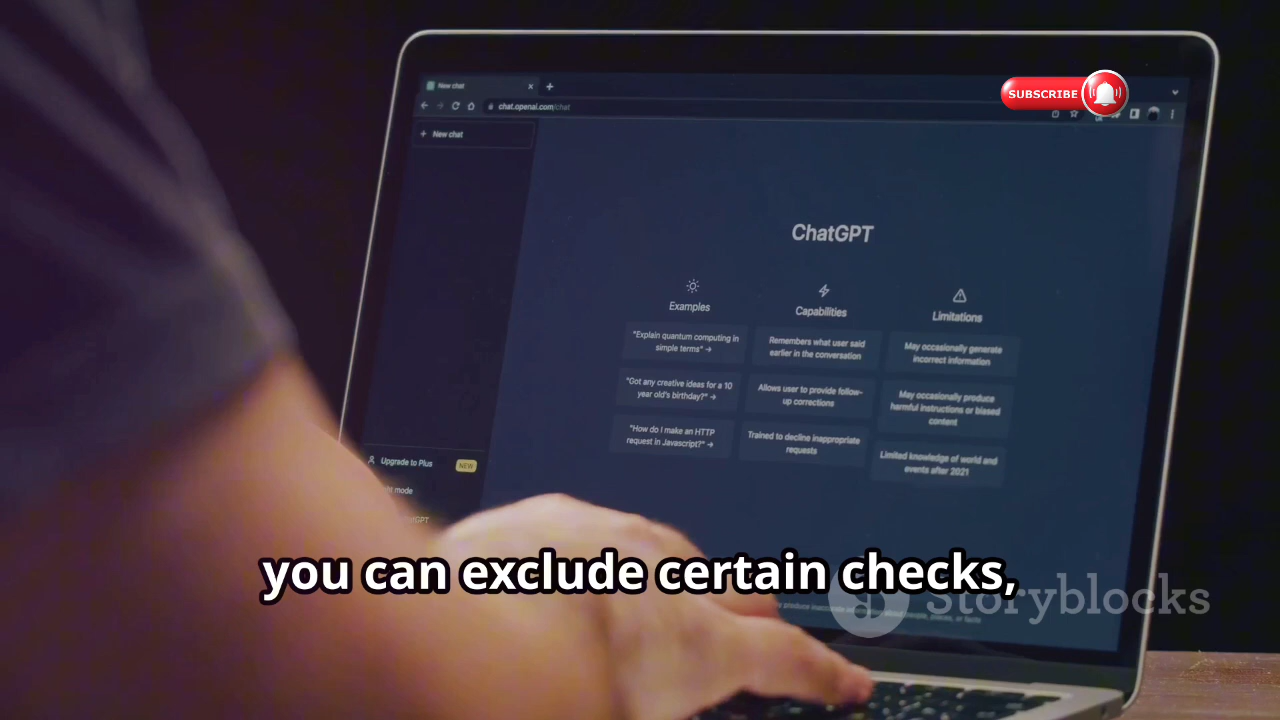 New chat
SUBSCRIBE
chat.openai.com/chat
New chat
ChatGPT
Examples
Capabilities
Limitations
"Explain quantum computing in
simple terms" →
Remembers what user said
earlier in the conversation
May occasionally generate
incorrect information
"Got any creative ideas for a 10
year old's birthday?" →
Allows user to provide follow-
up corrections
May occasionally produce
harmful instructions or biased
content
"How do I make an HTTP
request in Javascript?" →
Trained to decline inappropriate
requests
Limited knowledge of world and
events after 2021
Upgrade to Plus
NEW
mode
you can exclude certain checks,
Storyblocks